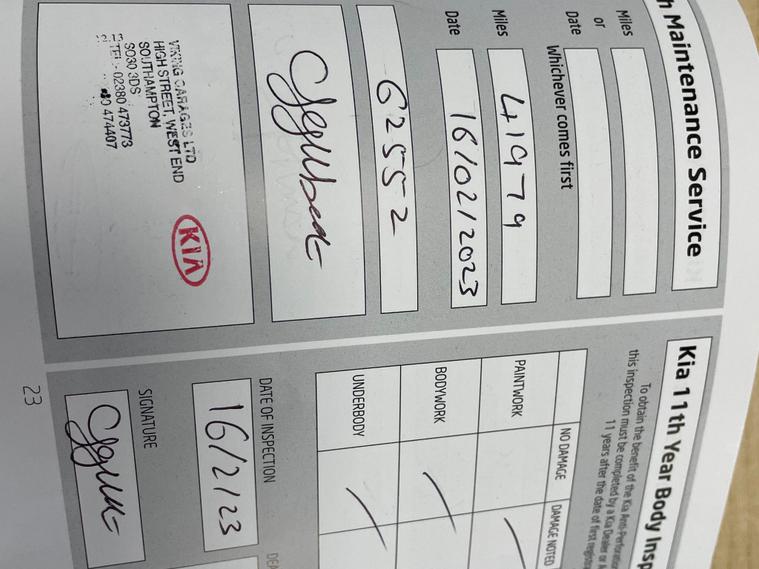 Maintenance Service
Miles
or
Date
Whichever comes first
Miles 41979
Date 16/02/2023
62552
VIKING GARAGES LTD
HIGH STREET, WEST END
SOUTHAMPTON
SO30 3DS
TEL:- 02380 473773
474407
KIA
Kia 11th Year Body Insp
To obtain the benefit of the Kia Anti-Perforation
this inspection must be completed by a Kia Dealer or A
11 years after the date of first regist
NO DAMAGE
DAMAGE NOTED
PAINTWORK
BODYWORK
UNDERBODY
DATE OF INSPECTION
16/2/23
SIGNATURE
23